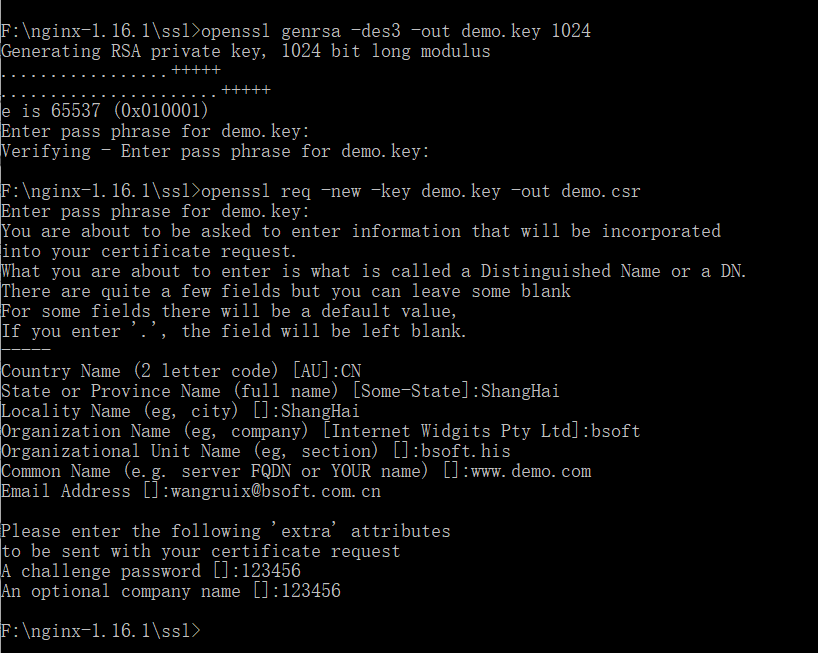 F:\nginx-1.16.1\ssl>openssl genrsa -des3 -out demo.key 1024
Generating RSA private key, 1024 bit long modulus
.................+++++
......................+++++
e is 65537 (0x010001)
Enter pass phrase for demo.key:
Verifying - Enter pass phrase for demo.key:
F:\nginx-1.16.1\ssl>openssl req -new -key demo.key -out demo.csr
Enter pass phrase for demo.key:
You are about to be asked to enter information that will be incorporated
into your certificate request.
What you are about to enter is what is called a Distinguished Name or a DN.
There are quite a few fields but you can leave some blank
For some fields there will be a default value,
If you enter '.', the field will be left blank.
-----
Country Name (2 letter code) [AU]:CN
State or Province Name (full name) [Some-State]:ShangHai
Locality Name (eg, city) []:ShangHai
Organization Name (eg, company) [Internet Widgits Pty Ltd]:bsoft
Organizational Unit Name (eg, section) []:bsoft.his
Common Name (e.g. server FQDN or YOUR name) []:www.demo.com
Email Address []:wangruix@bsoft.com.cn
Please enter the following 'extra' attributes
to be sent with your certificate request
A challenge password []:123456
An optional company name []:123456
F:\nginx-1.16.1\ssl>